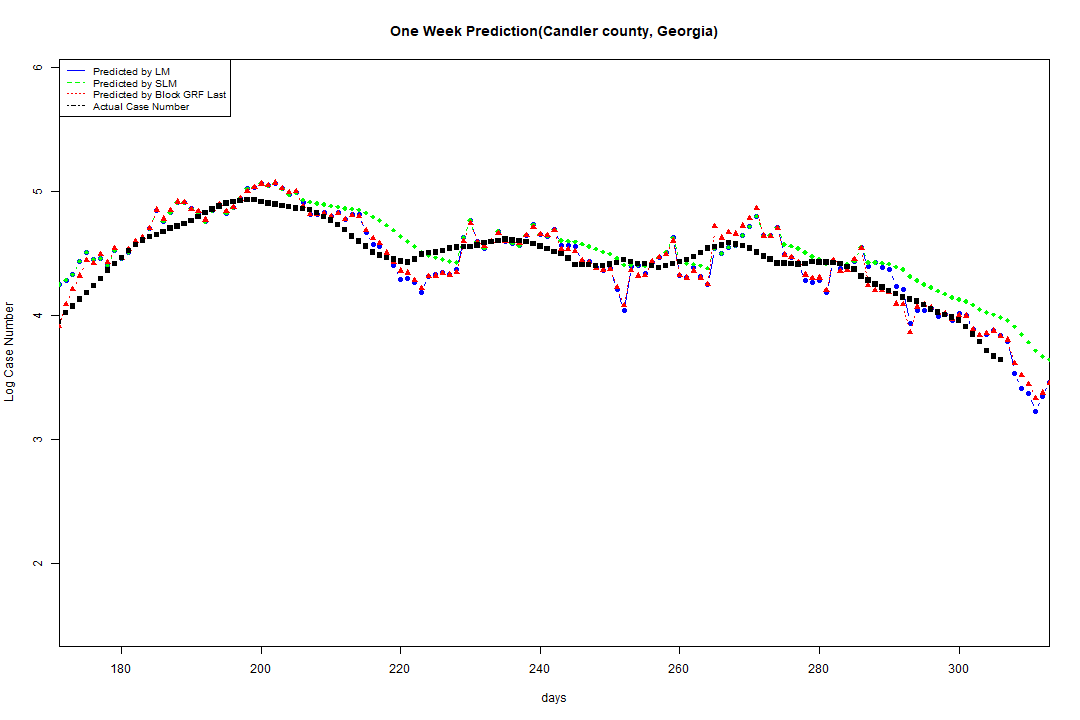 One Week Prediction(Candler county, Georgia)
Predicted by LM
Predicted by SLM
Predicted by Block GRF Last
Actual Case Number
6
5
4
3
2
Log Case Number
180 200 220 240 260 280 300
days